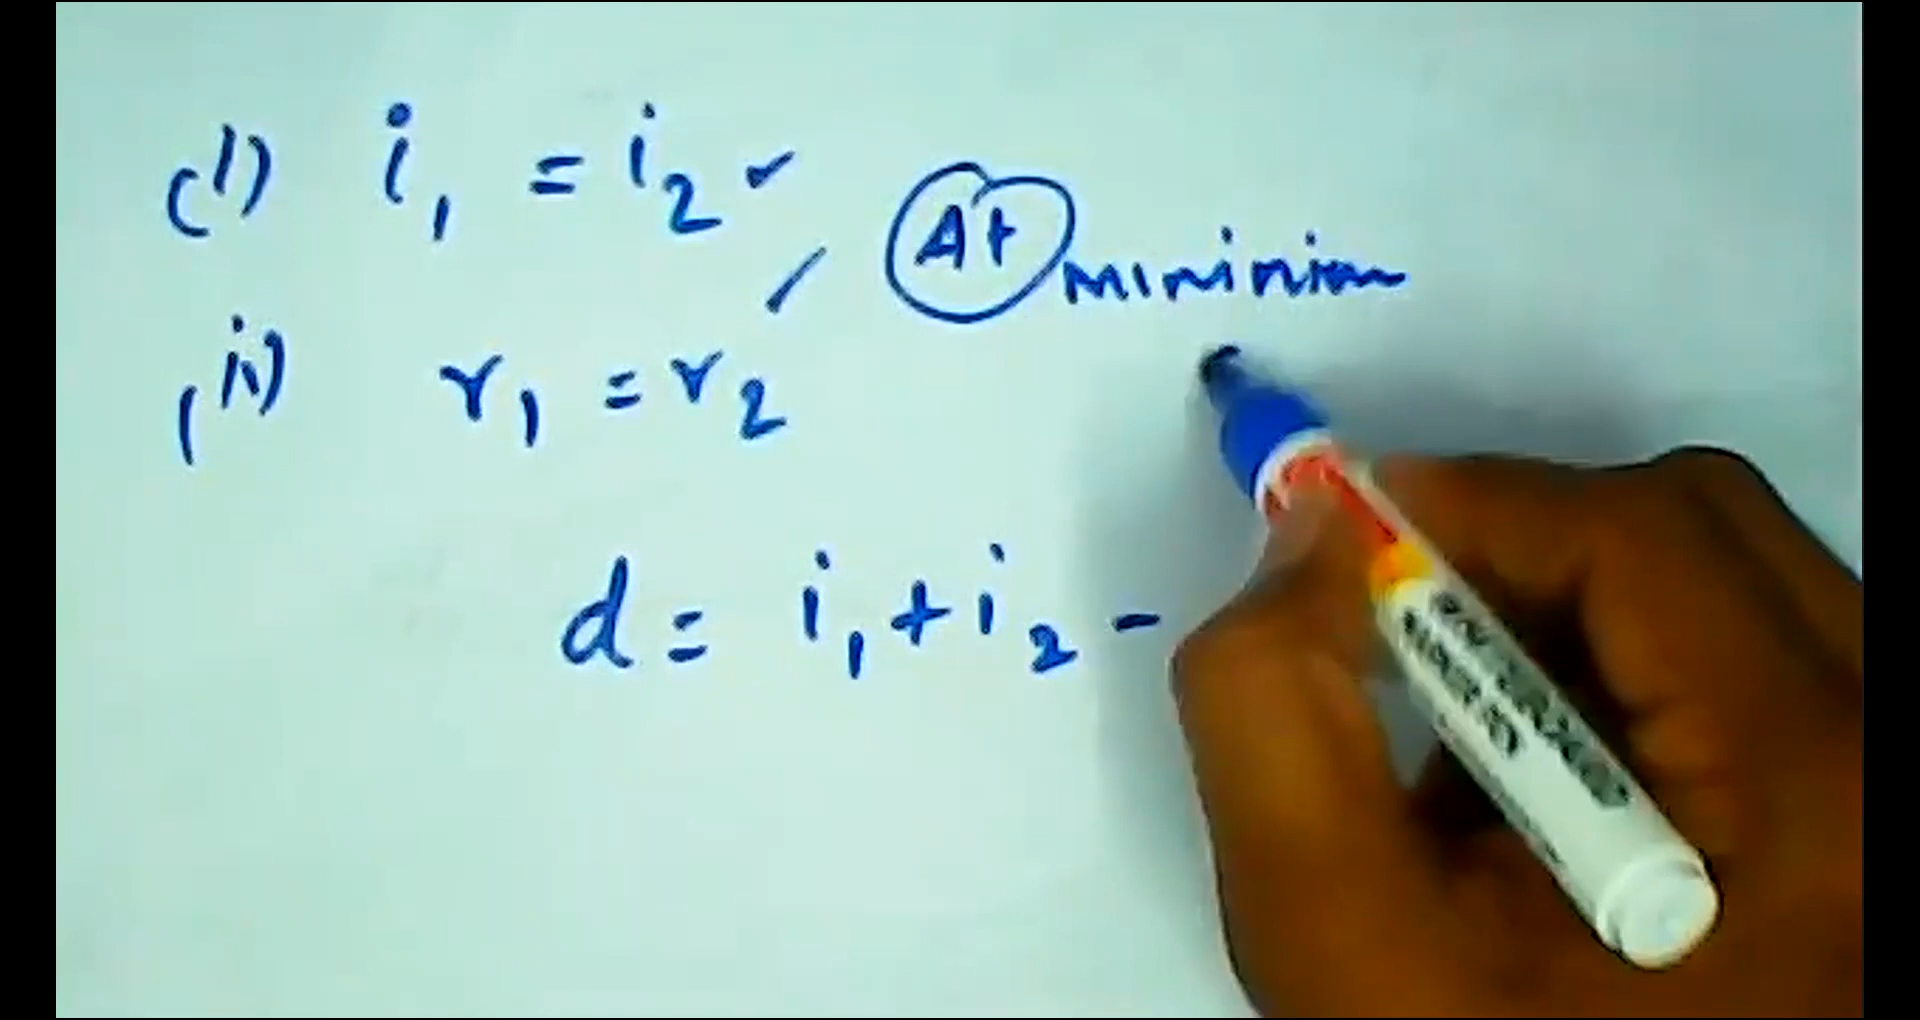 (i) i₁ = i₂ ✓
At minimum
(ii) r₁ = r₂
d = i₁ + i₂ -